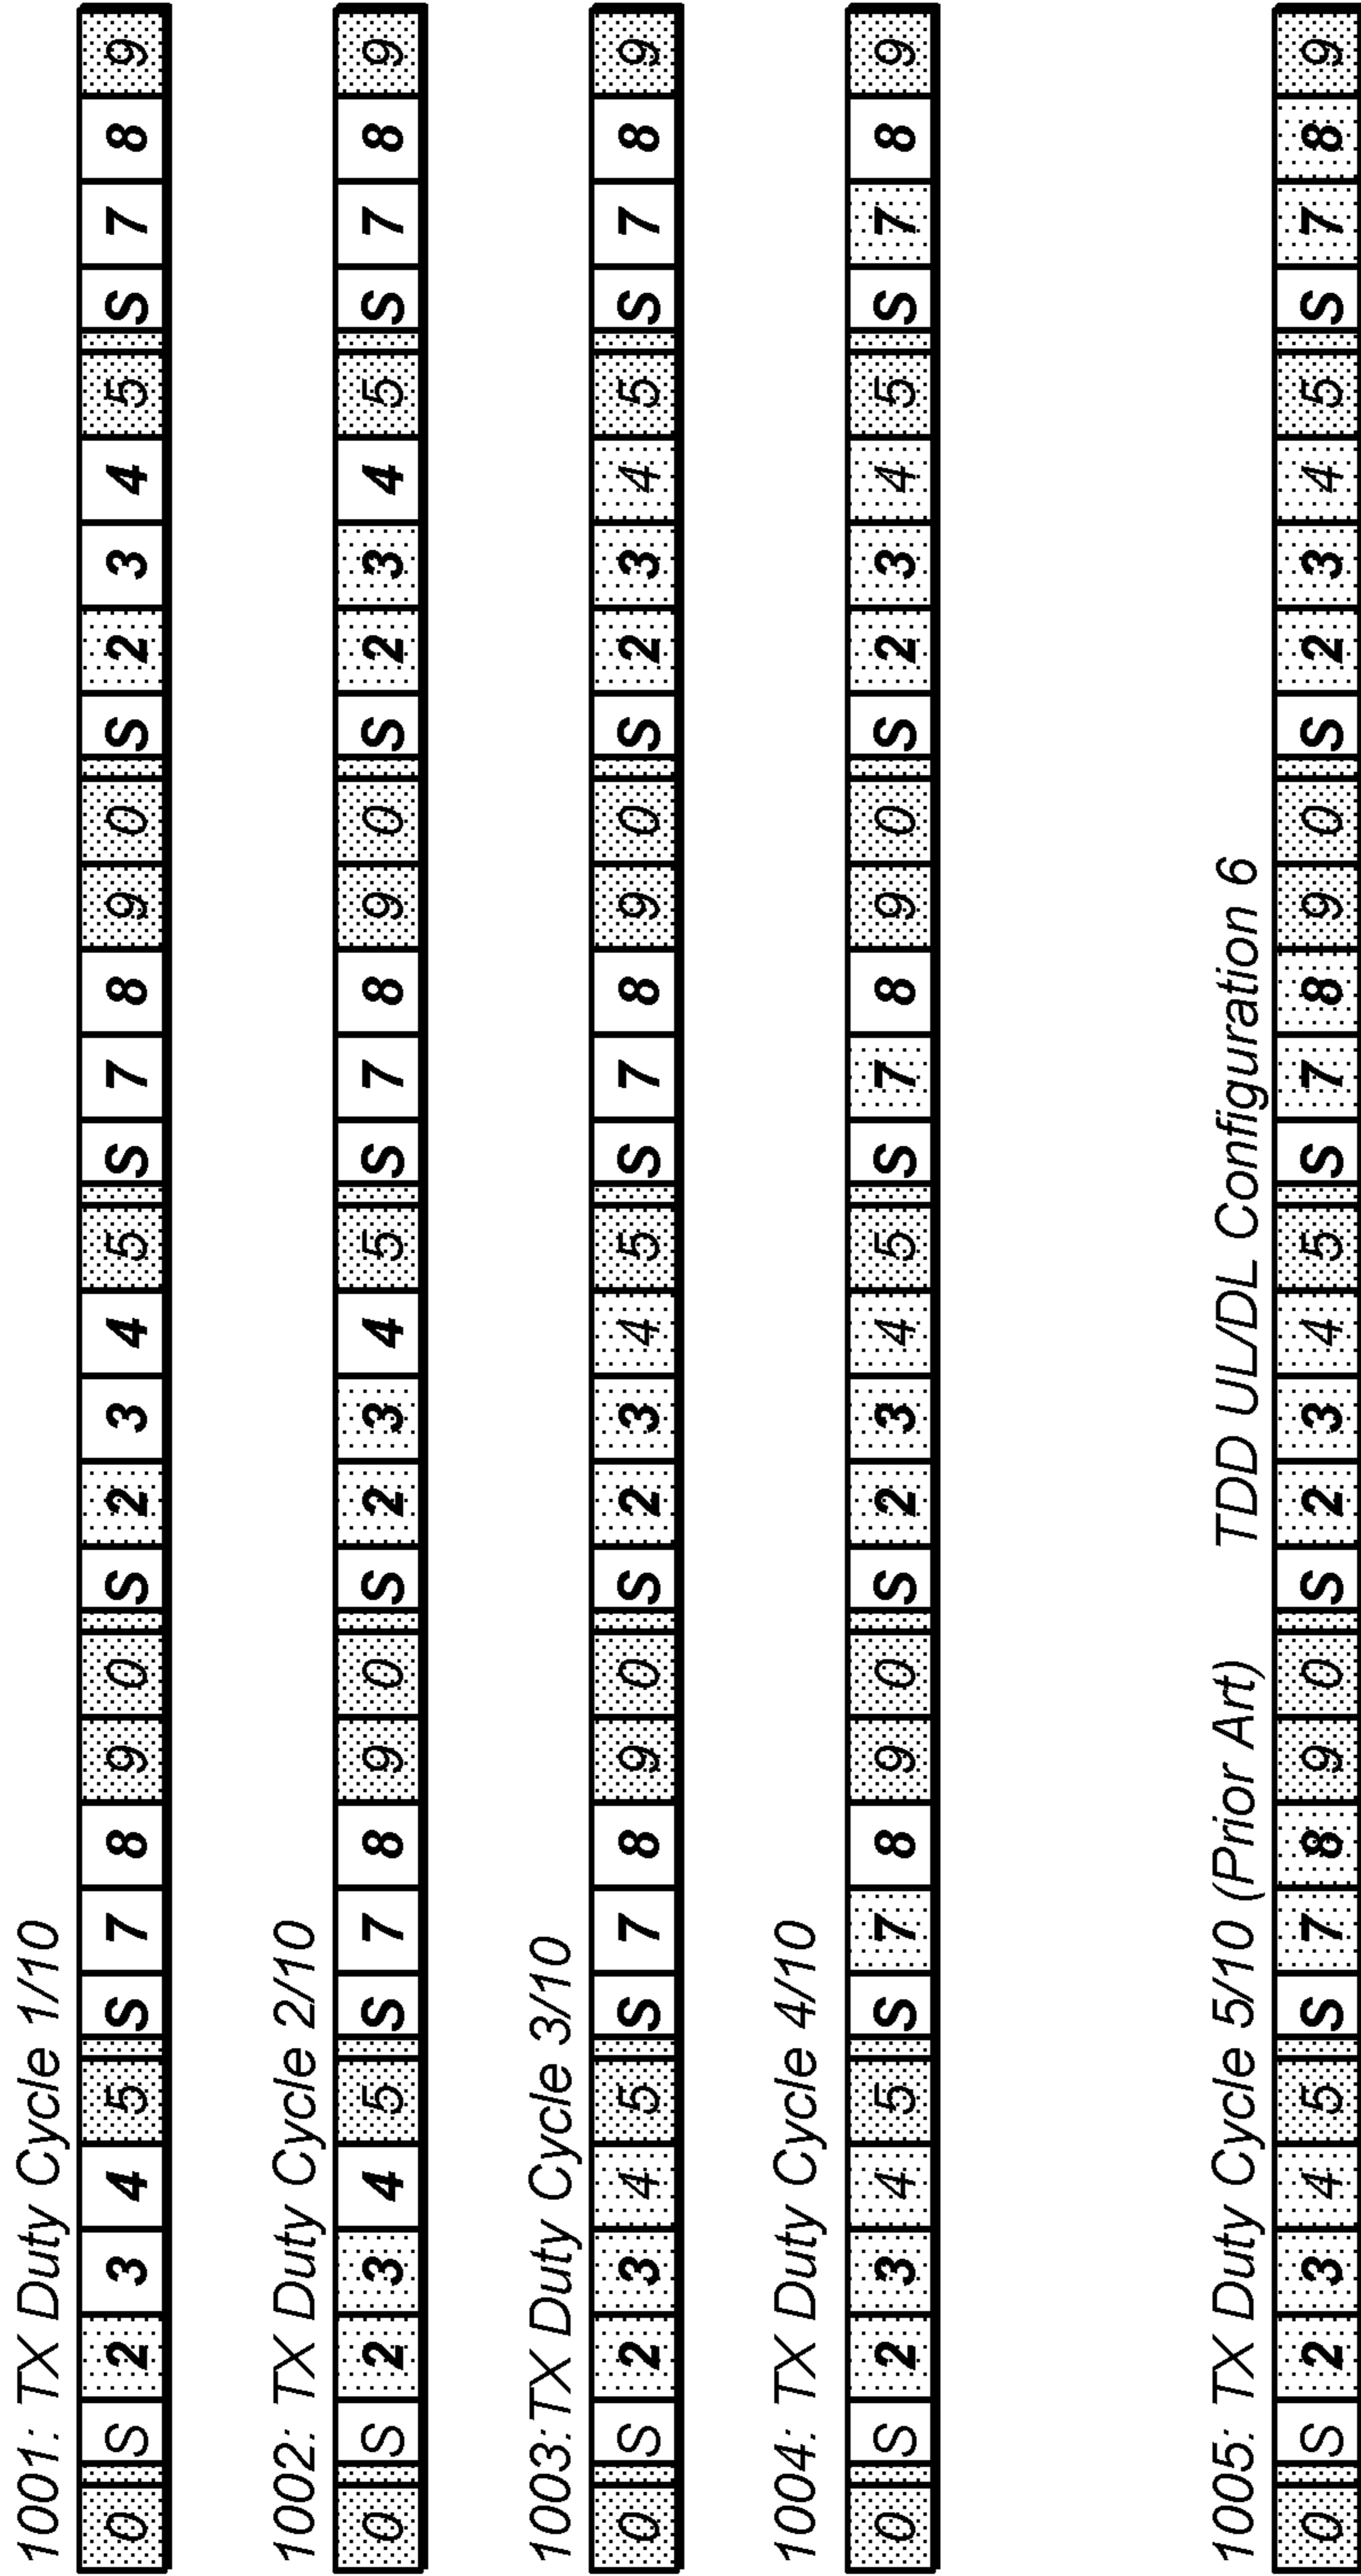 1001: TX Duty Cycle 1/10
0 S 2 3 4 5 S 7 8 9 0 S 2 3 4 5 S 7 8 9 0 S 2 3 4 5 S 7 8 9
1002: TX Duty Cycle 2/10
0 S 2 3 4 5 S 7 8 9 0 S 2 3 4 5 S 7 8 9 0 S 2 3 4 5 S 7 8 9
1003:TX Duty Cycle 3/10
0 S 2 3 4 5 S 7 8 9 0 S 2 3 4 5 S 7 8 9 0 S 2 3 4 5 S 7 8 9
1004: TX Duty Cycle 4/10
0 S 2 3 4 5 S 7 8 9 0 S 2 3 4 5 S 7 8 9 0 S 2 3 4 5 S 7 8 9
1005: TX Duty Cycle 5/10 (Prior Art) TDD UL/DL Configuration 6
0 S 2 3 4 5 S 7 8 9 0 S 2 3 4 5 S 7 8 9 0 S 2 3 4 5 S 7 8 9